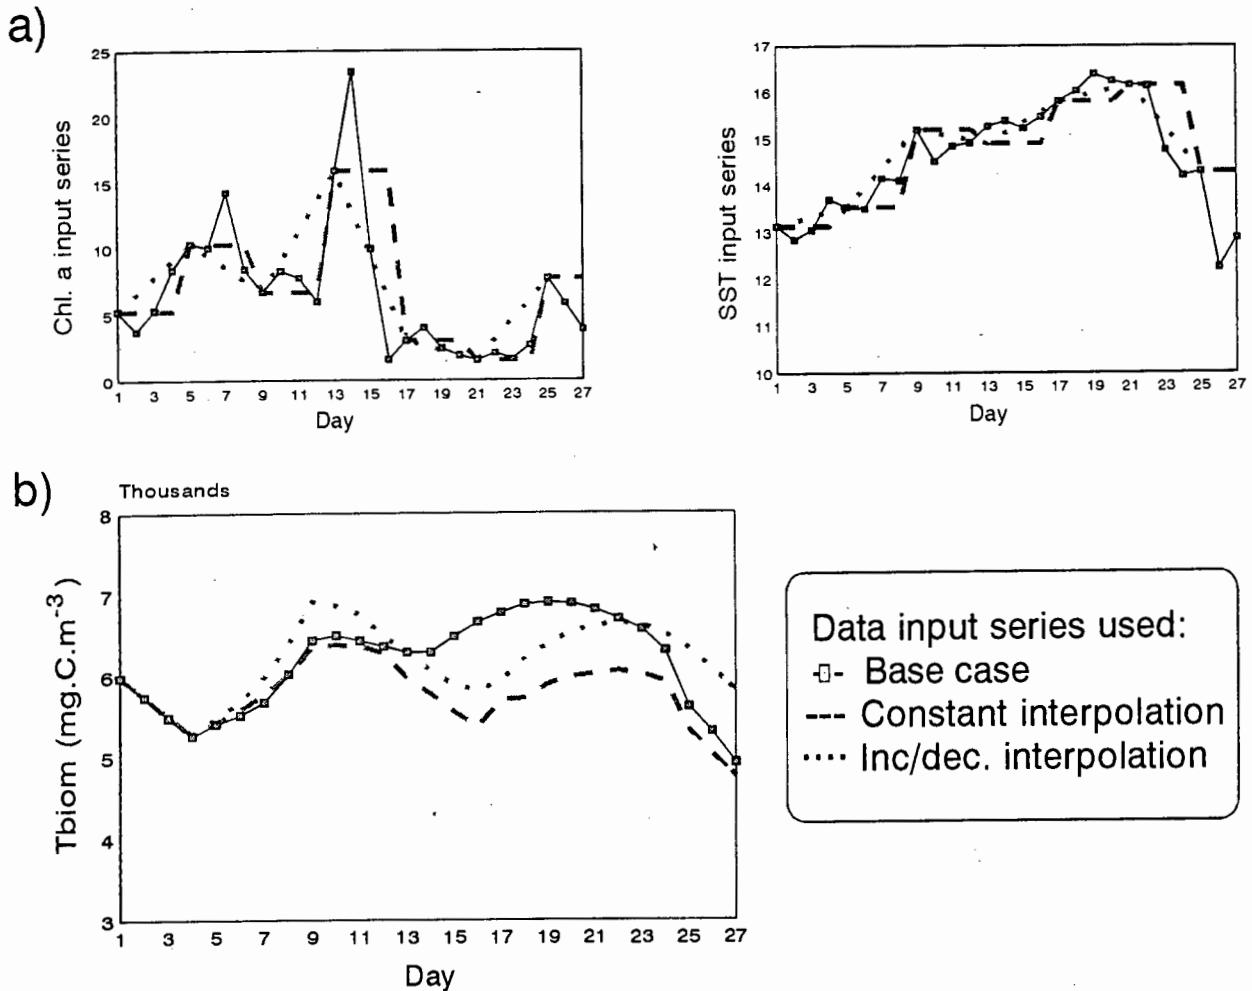 a)
Chl. a input series
25
20
15
10
5
0
1 3 5 7 9 11 13 15 17 19 21 23 25 27
Day
SST input series
17
16
15
14
13
12
11
10
1 3 5 7 9 11 13 15 17 19 21 23 25 27
Day
b)
Thousands
Tbiom (mg.C.m-3)
8
7
6
5
4
3
1 3 5 7 9 11 13 15 17 19 21 23 25 27
Day
Data input series used:
Base case
Constant interpolation
Inc/dec. interpolation